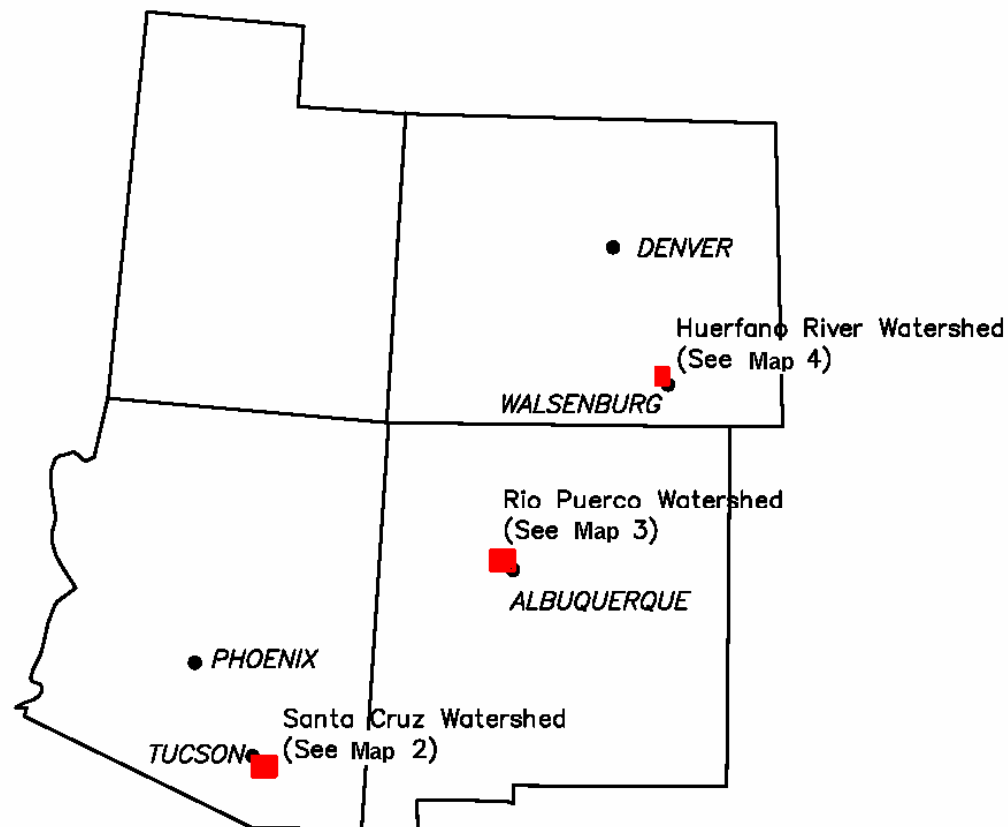 DENVER
Huerfano River Watershed
(See Map 4)
WALSENBURG
Rio Puerco Watershed
(See Map 3)
ALBUQUERQUE
PHOENIX
Santa Cruz Watershed
TUCSON
(See Map 2)